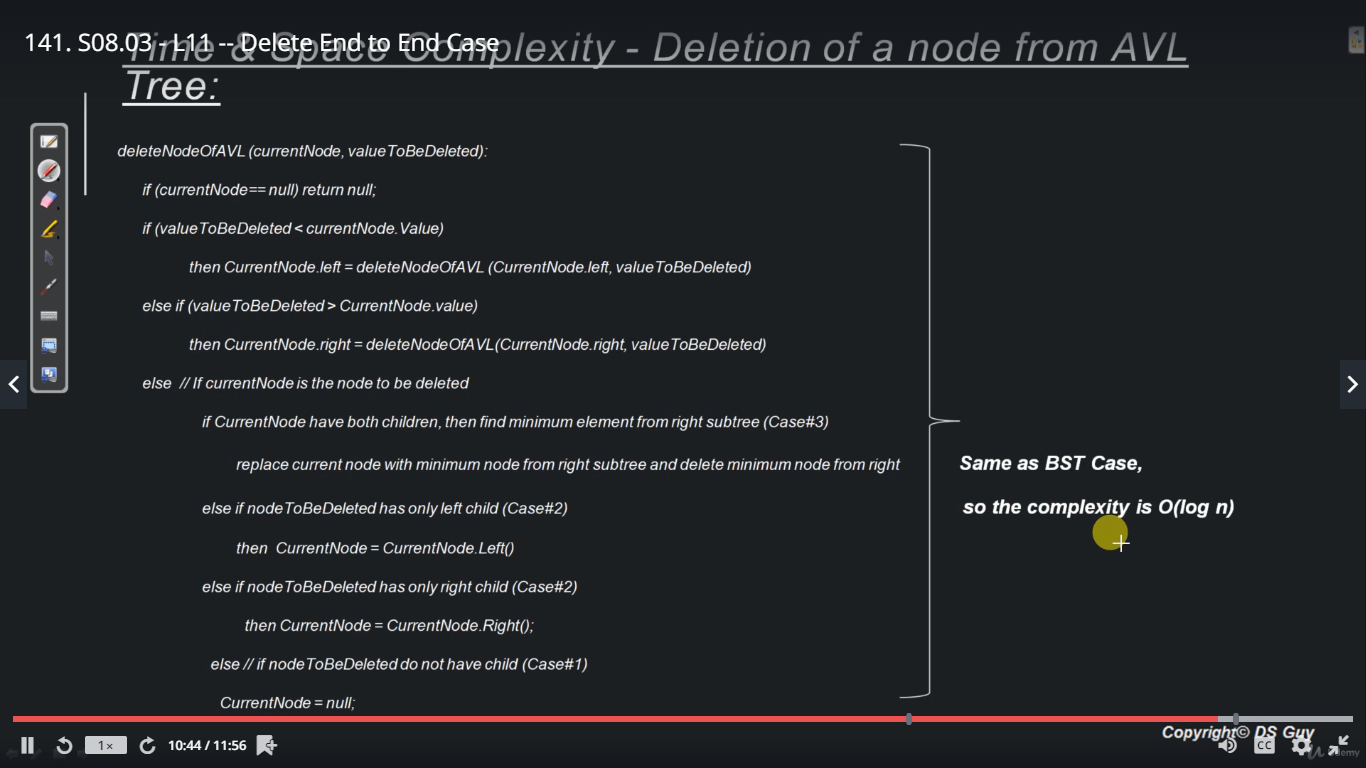 141. S08.03 - L11 -- Delete End to End Case
Time & Space Complexity - Deletion of a node from AVL
Tree:
deleteNodeOfAVL (currentNode, valueToBeDeleted):
if (currentNode== null) return null;
if (valueToBeDeleted < currentNode.Value)
then CurrentNode.left = deleteNodeOfAVL (CurrentNode.left, valueToBeDeleted)
else if (valueToBeDeleted > CurrentNode.value)
then CurrentNode.right = deleteNodeOfAVL(CurrentNode.right, valueToBeDeleted)
else // If currentNode is the node to be deleted
if CurrentNode have both children, then find minimum element from right subtree (Case#3)
replace current node with minimum node from right subtree and delete minimum node from right
Same as BST Case,
else if nodeToBeDeleted has only left child (Case#2)
so the complexity is O(log n)
then CurrentNode = CurrentNode.Left()
else if nodeToBeDeleted has only right child (Case#2)
then CurrentNode = CurrentNode.Right();
else // if nodeToBeDeleted do not have child (Case#1)
CurrentNode = null;
Copyright© DS Guy
1x
10:44 / 11:56
CC